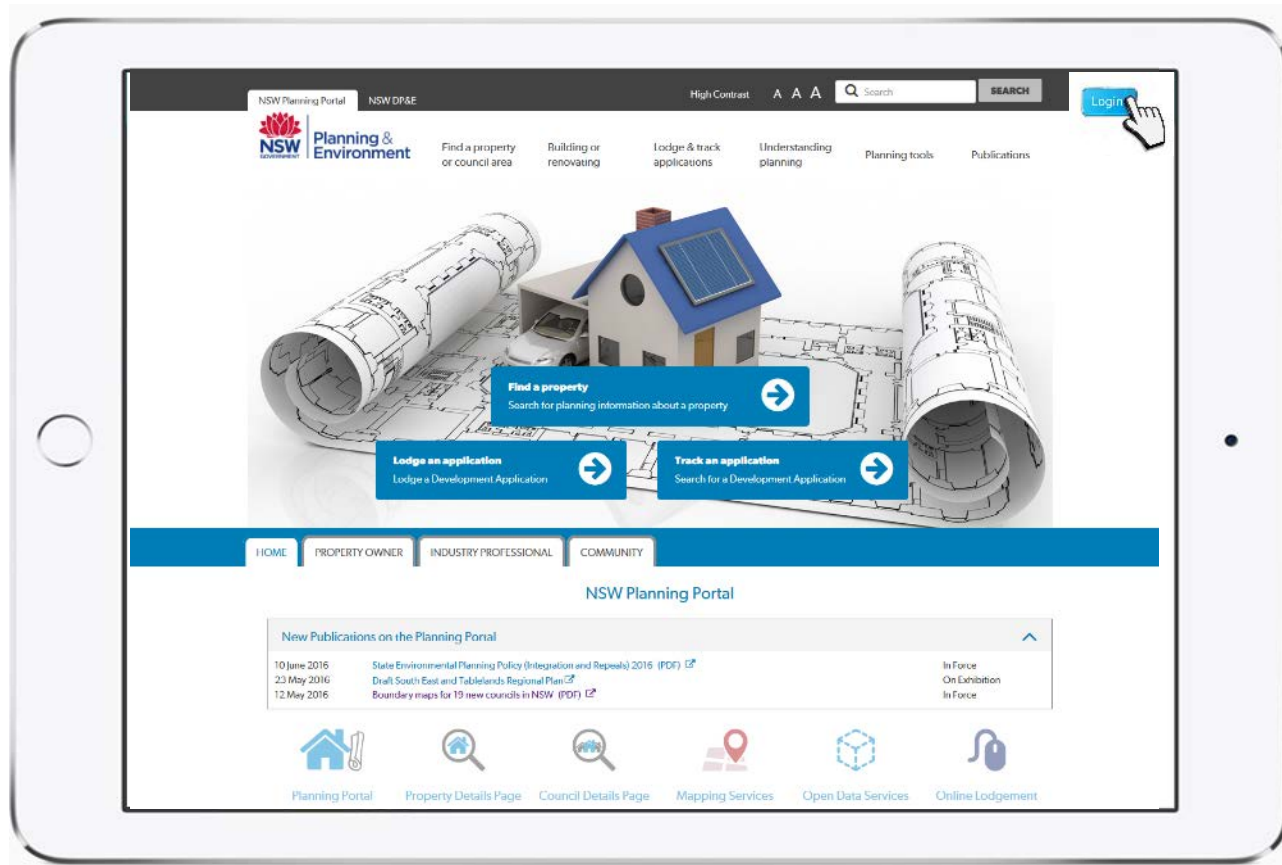 NSW Planning Portal NSW DP&E High Contrast A A A Search SEARCH
Login
NSW
GOVERNMENT
Planning &
Environment
Find a property
or council area
Building or
renovating
Lodge & track
applications
Understanding
planning
Planning tools
Publications
Find a property
Search for planning information about a property
Lodge an application
Lodge a Development Application
Track an application
Search for a Development Application
HOME PROPERTY OWNER INDUSTRY PROFESSIONAL COMMUNITY
NSW Planning Portal
New Publications on the Planning Portal
10 June 2016 State Environmental Planning Policy (Integration and Repeals) 2016 (PDF) In Force
23 May 2016 Draft South East and Tablelands Regional Plan On Exhibition
12 May 2016 Boundary maps for 19 new councils in NSW (PDF) In Force
Planning Portal Property Details Page Council Details Page Mapping Services Open Data Services Online Lodgement